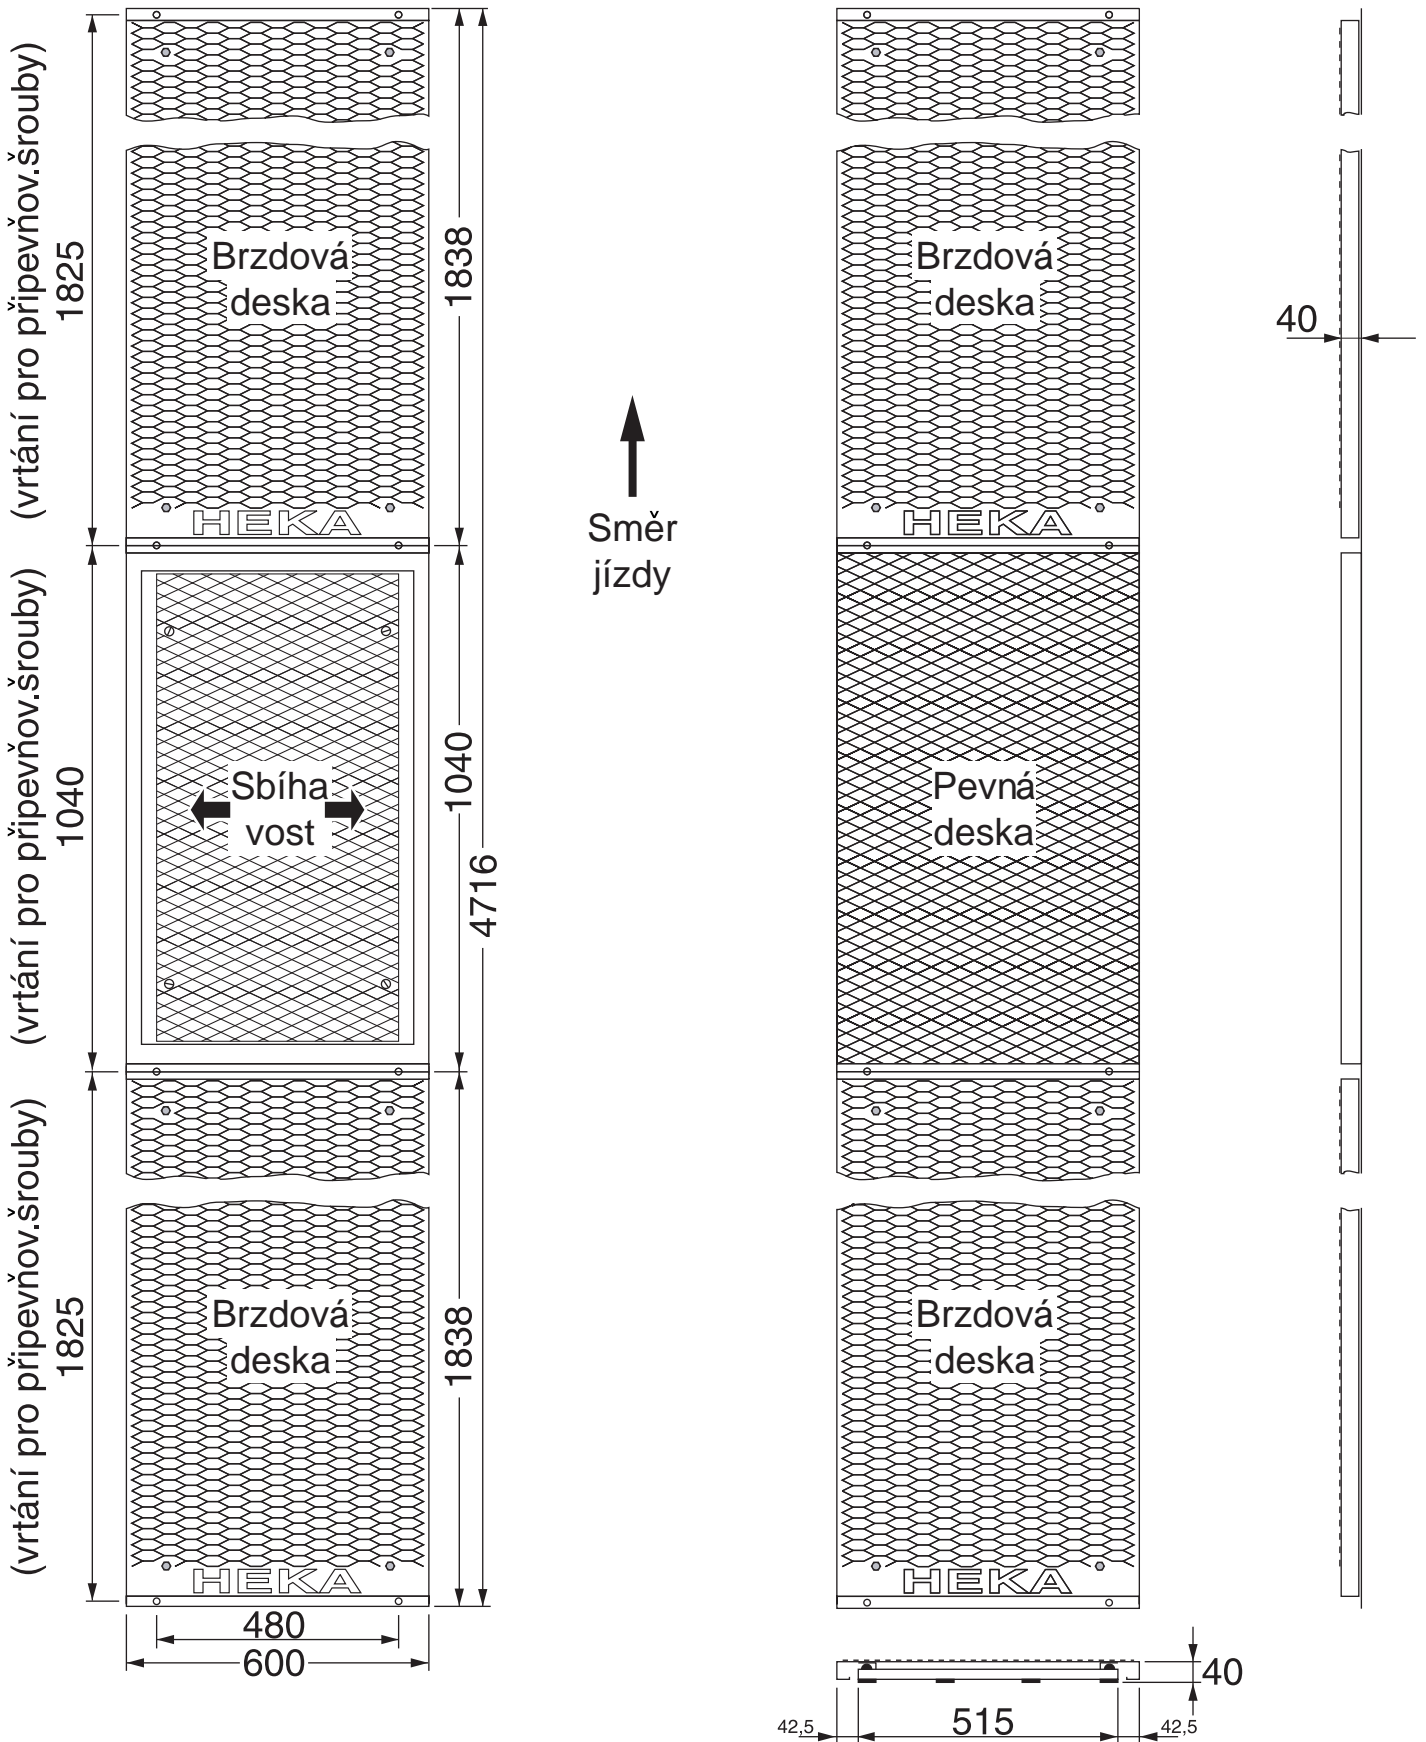 (vrtání pro připevňov.šrouby)
1825
Brzdová
deska
1838
HEKA
Směr
jízdy
Brzdová
deska
HEKA
40
(vrtání pro připevňov.šrouby)
1040
Sbíha
vost
1040
4716
Pevná
deska
(vrtání pro připevňov.šrouby)
1825
Brzdová
deska
1838
HEKA
480
600
Brzdová
deska
HEKA
40
42,5
515
42,5